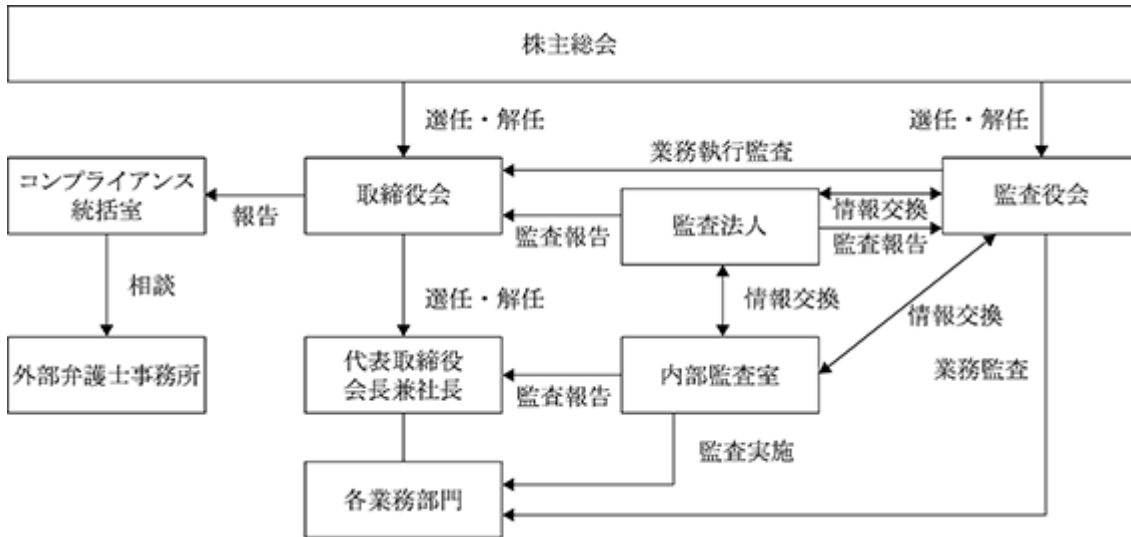 株主総会
選任・解任
選任・解任
業務執行監査
コンプライアンス
統括室
報告
取締役会
監査報告
監査法人
情報交換
監査報告
監査役会
相談
選任・解任
情報交換
情報交換
外部弁護士事務所
代表取締役
会長兼社長
監査報告
内部監査室
業務監査
監査実施
各業務部門